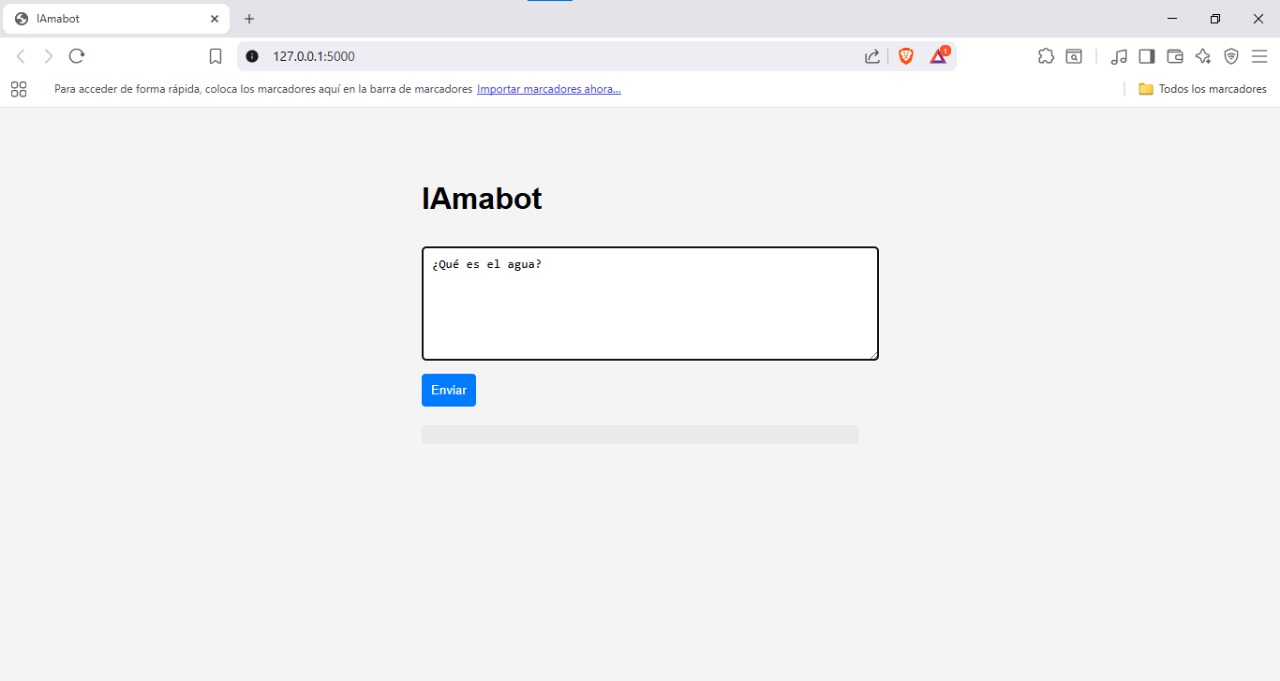 IAmabot
127.0.0.1:5000
1
Para acceder de forma rápida, coloca los marcadores aquí en la barra de marcadores Importar marcadores ahora...
Todos los marcadores
IAmabot
¿Qué es el agua?
Enviar